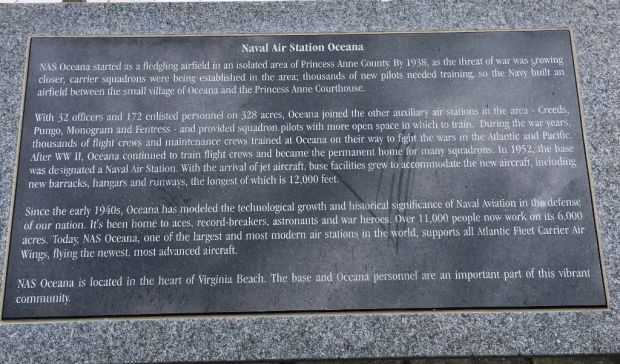 Naval Air Station Oceana
NAS Oceana started as a fledgling airfield in an isolated area of Princess Anne County. By 1938, as the threat of war was growing
closer, carrier squadrons were being established in the area; thousands of new pilots needed training, so the Navy built an
airfield between the small village of Oceana and the Princess Anne Courthouse.
With 32 officers and 172 enlisted personnel on 328 acres, Oceana joined the other auxiliary air stations in the area - Creeds,
Pungo, Monogram and Fentress - and provided squadron pilots with more open space in which to train. During the war years,
thousands of flight crews and maintenance crews trained at Oceana on their way to fight the wars in the Atlantic and Pacific.
After WW II, Oceana continued to train flight crews and became the permanent home for many squadrons. In 1952, the base
was designated a Naval Air Station. With the arrival of jet aircraft, base facilities grew to accommodate the new aircraft, including
new barracks, hangars and runways, the longest of which is 12,000 feet.
Since the early 1940s, Oceana has modeled the technological growth and historical significance of Naval Aviation in the defense
of our nation. It's been home to aces, record-breakers, astronauts and war heroes. Over 11,000 people now work on its 6,000
acres. Today, NAS Oceana, one of the largest and most modern air stations in the world, supports all Atlantic Fleet Carrier Air
Wings, flying the newest, most advanced aircraft.
NAS Oceana is located in the heart of Virginia Beach. The base and Oceana personnel are an important part of this vibrant
community.